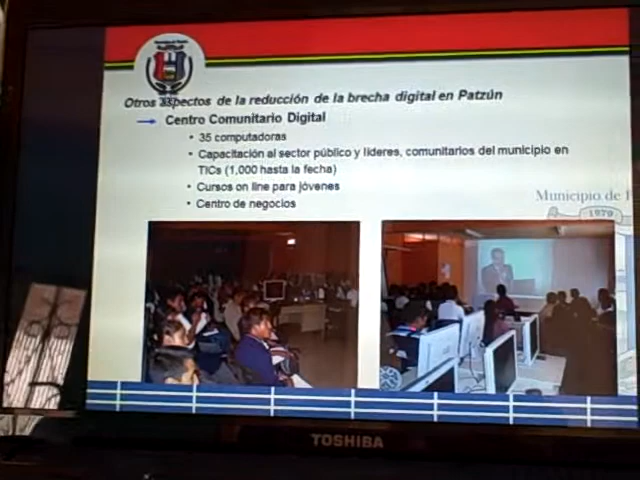 Otros aspectos de la reducción de la brecha digital en Patzún
Centro Comunitario Digital
• 35 computadoras
• Capacitación al sector público y líderes, comunitarios del municipio en
TICs (1,000 hasta la fecha)
• Cursos on line para jóvenes
• Centro de negocios
Municipio de
1979
TOSHIBA